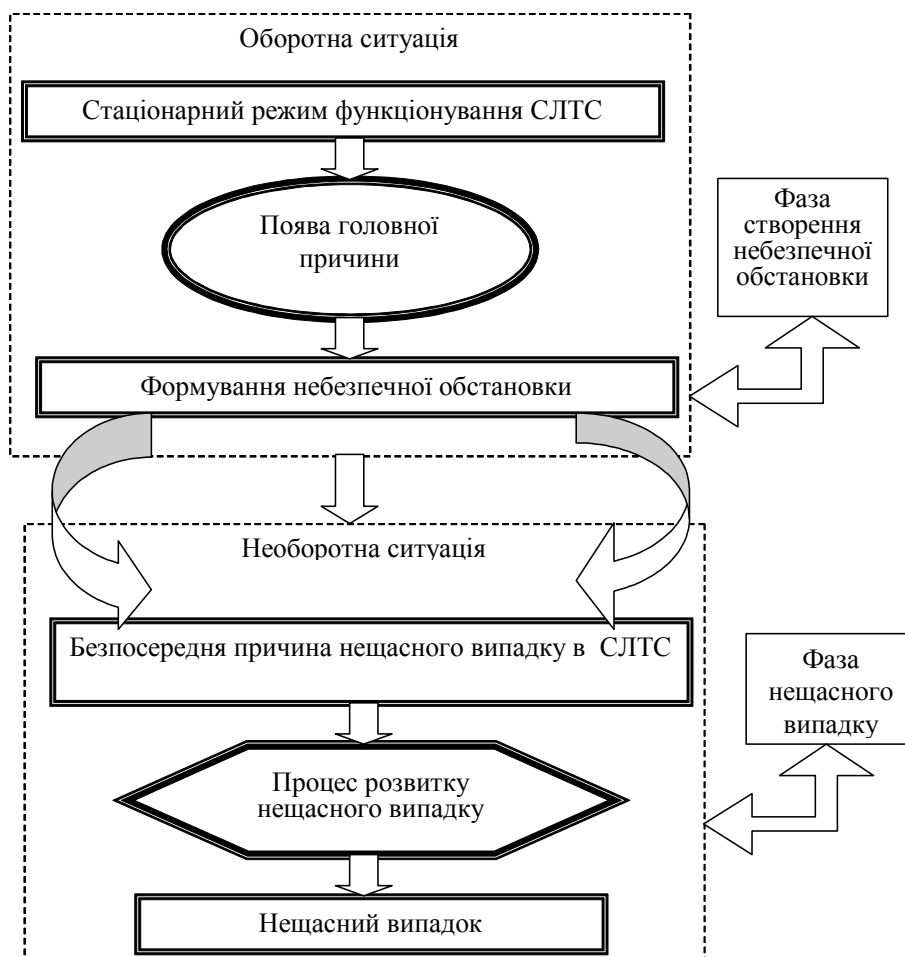 Оборотна ситуація
Стаціонарний режим функціонування СЛТС
Поява головної
причини
Фаза
створення
небезпечної
обстановки
Формування небезпечної обстановки
Необоротна ситуація
Безпосередня причина нещасного випадку в СЛТС
Фаза
нещасного
випадку
Процес розвитку
нещасного випадку
Нещасний випадок